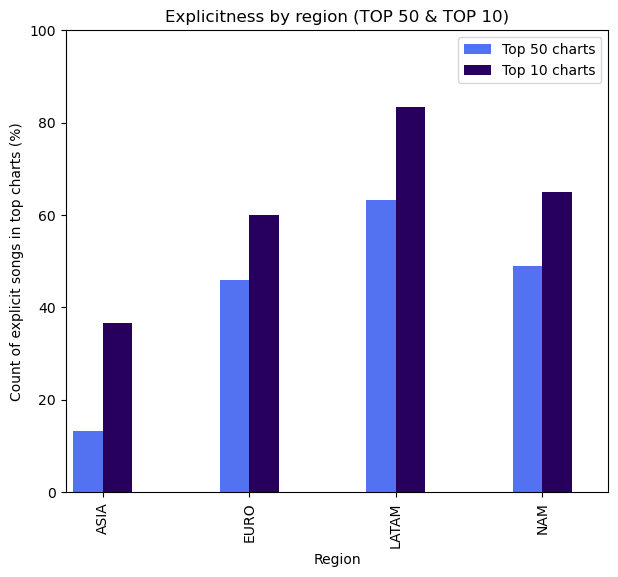 Explicitness by region (TOP 50 & TOP 10)
Top 50 charts
Top 10 charts
Count of explicit songs in top charts (%)
100
80
60
40
20
0
ASIA
EURO
LATAM
NAM
Region